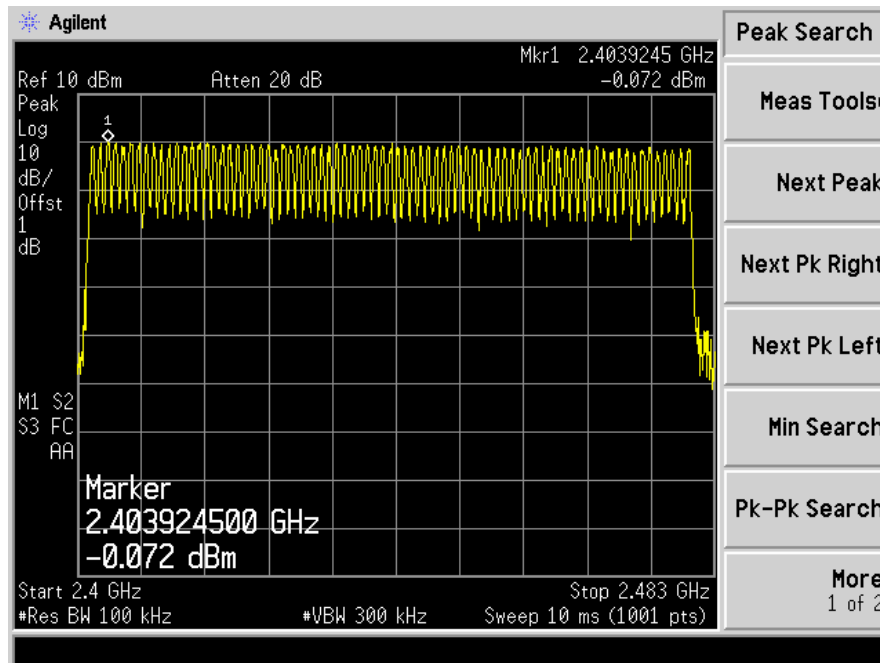 Agilent
Peak Search
Mkr1 2.4039245 GHz
Ref 10 dBm Atten 20 dB -0.072 dBm
Peak
Log
10
dB/
Offst
1
dB
1
Meas Tools
Next Peak
Next Pk Right
Next Pk Left
M1 S2
S3 FC
AA
Min Search
Marker
2.403924500 GHz
-0.072 dBm
Pk-Pk Search
More
1 of 2
Start 2.4 GHz Stop 2.483 GHz
#Res BW 100 kHz #VBW 300 kHz Sweep 10 ms (1001 pts)